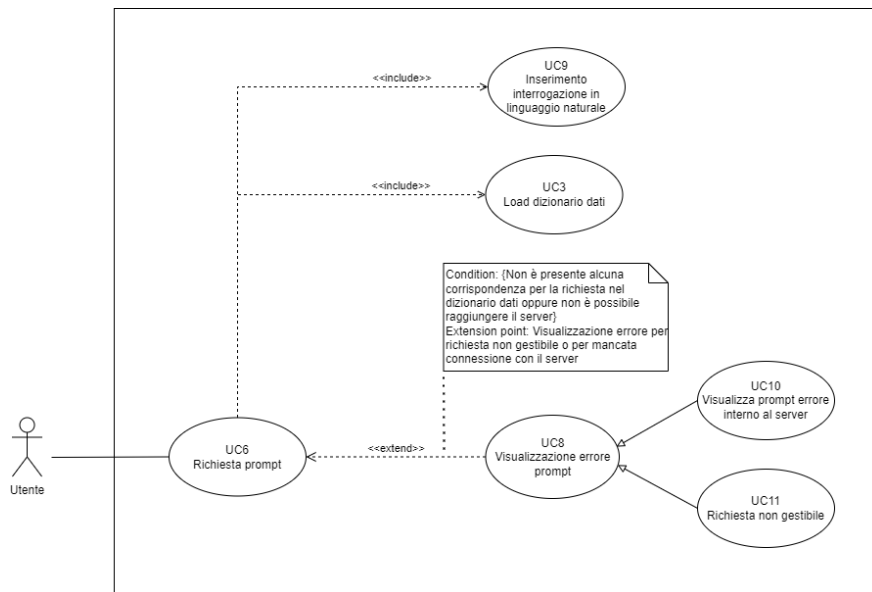 UC9
Inserimento
interrogazione in
linguaggio naturale
<<include>>
<<include>>
UC3
Load dizionario dati
Condition: {Non è presente alcuna
corrispondenza per la richiesta nel
dizionario dati oppure non è possibile
raggiungere il server}
Extension point: Visualizzazione errore per
richiesta non gestibile o per mancata
connessione con il server
UC10
Visualizza prompt errore
interno al server
Utente
UC6
Richiesta prompt
<<extend>>
UC8
Visualizzazione errore
prompt
UC11
Richiesta non gestibile